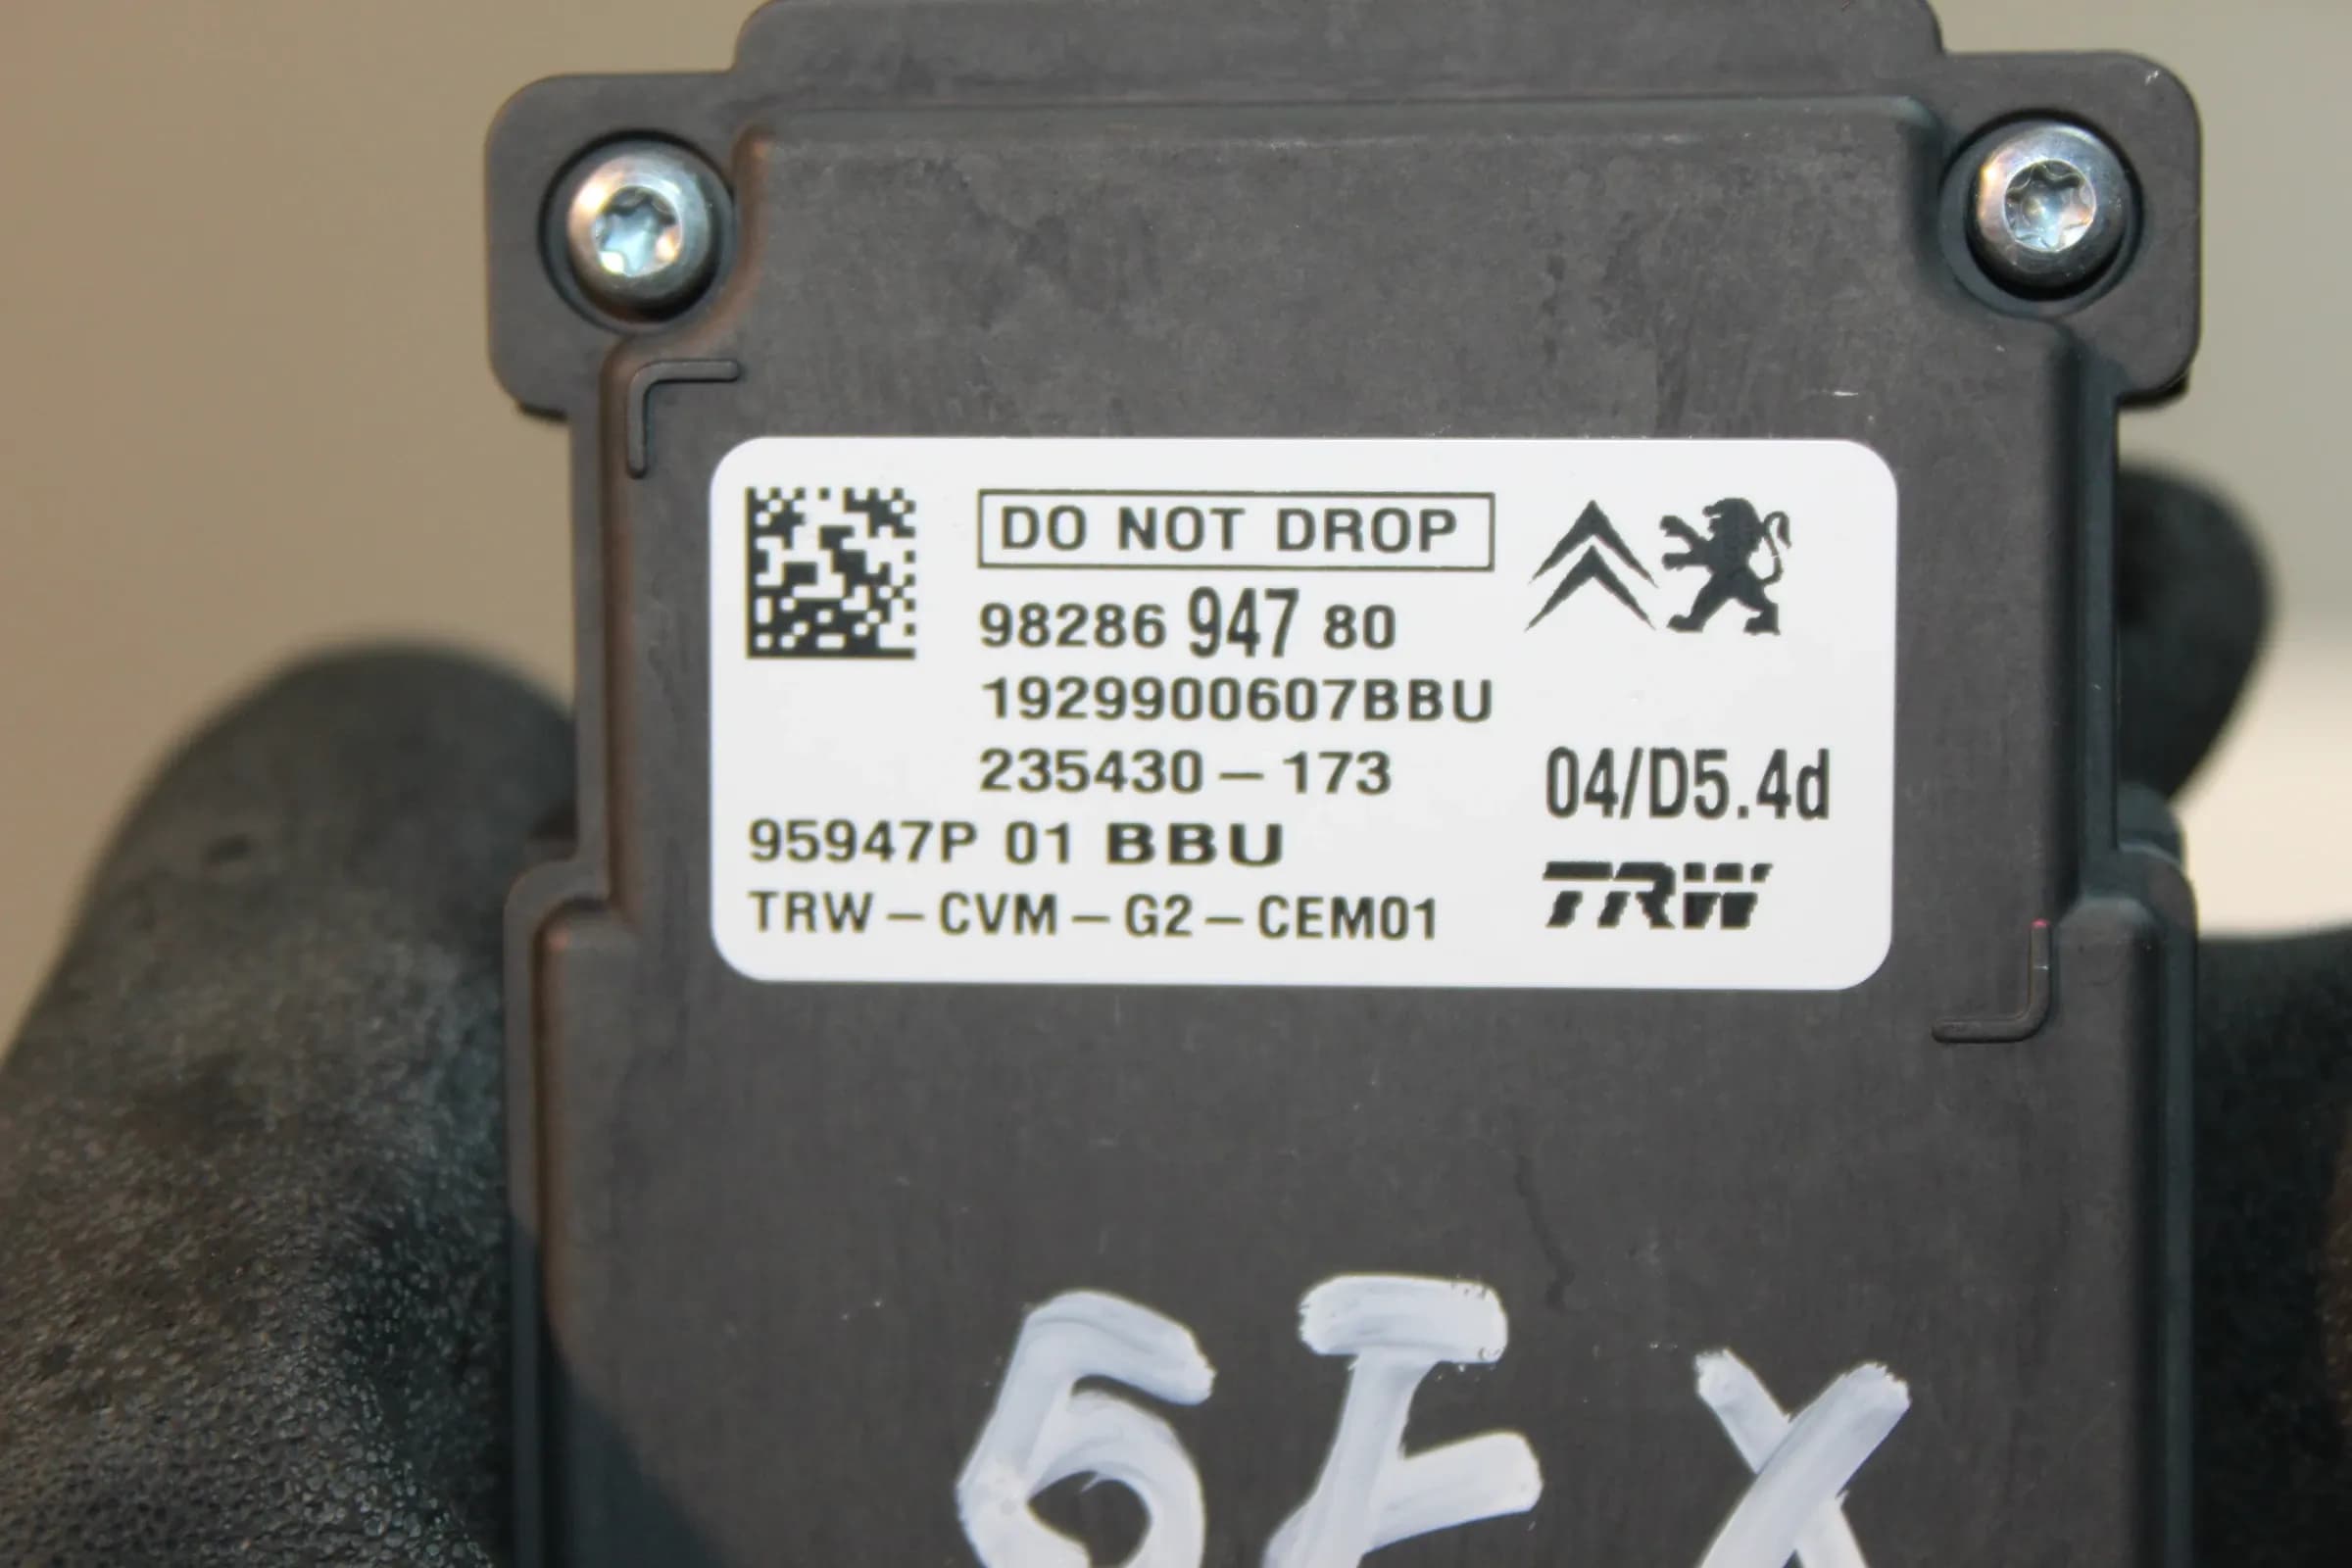 DO NOT DROP
98286 947 80
1929900607BBU
235430-173
04/D5.4d
95947P 01 BBU
TRW-CVM-G2-CEM01
TRW